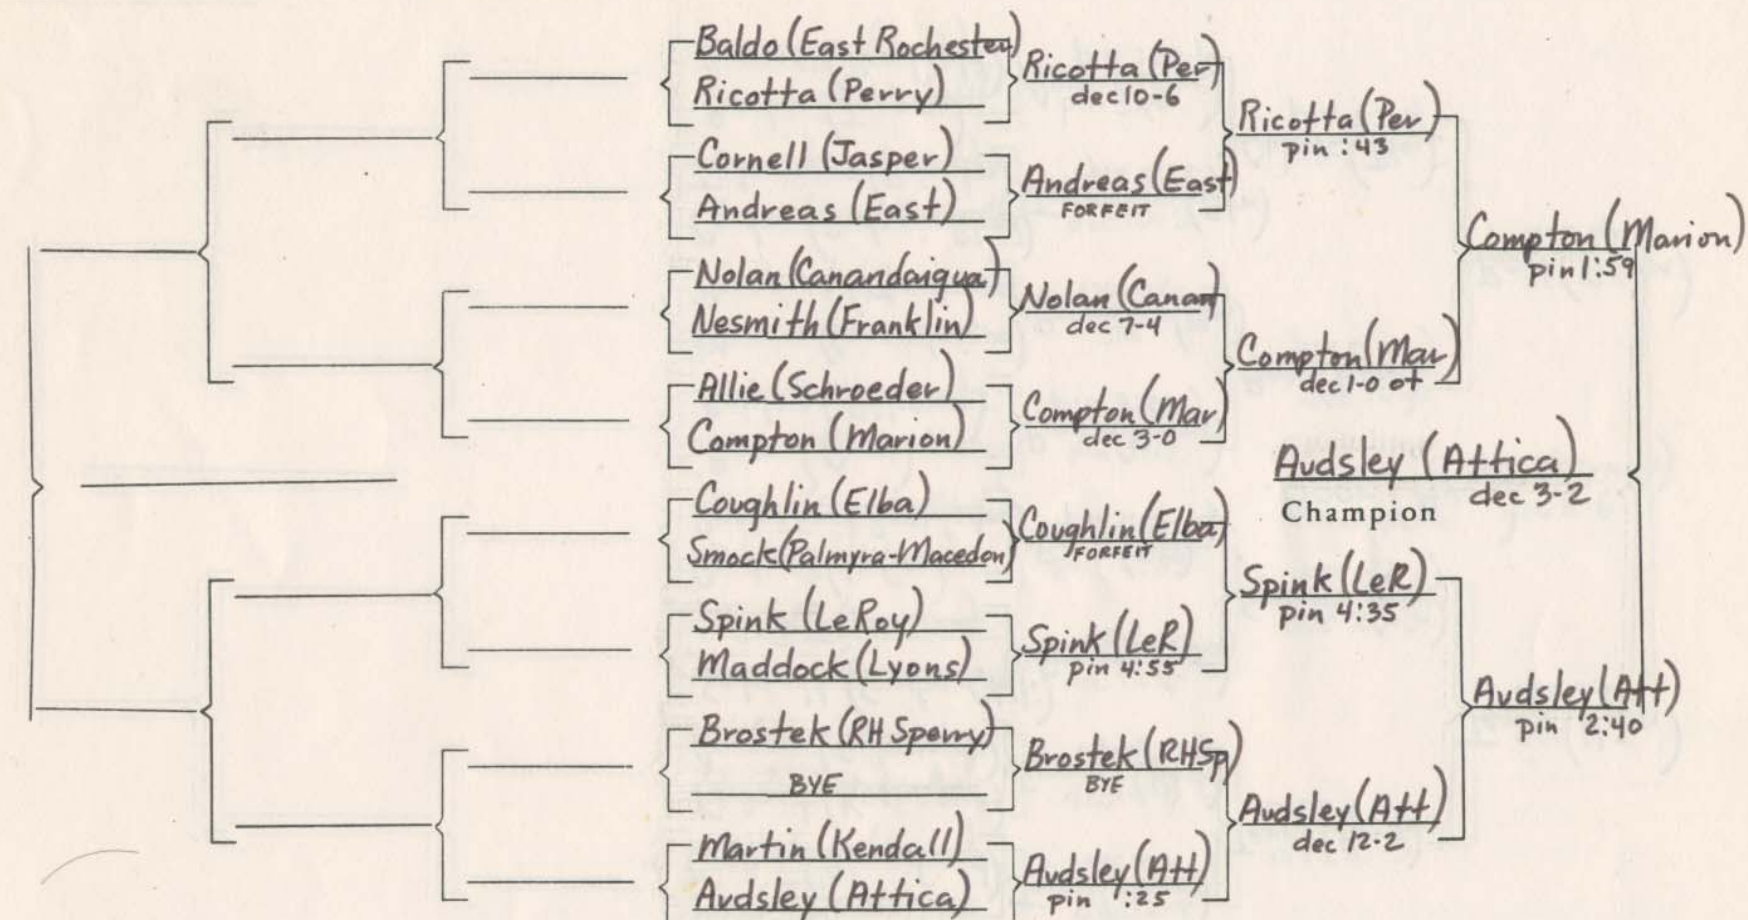 Baldo (East Rochester)
Ricotta (Perry)
Cornell (Jasper)
Andreas (East)
Nolan (Canandaigua)
Nesmith (Franklin)
Allie (Schroeder)
Compton (Marion)
Coughlin (Elba)
Smock (Palmyra-Macedon)
Spink (LeRoy)
Maddock (Lyons)
Brostek (RH Sperry)
BYE
Martin (Kendall)
Audsley (Attica)
Ricotta (Per)
dec 10-6
Andreas (East)
FORFEIT
Nolan (Canan)
dec 7-4
Compton (Mar)
dec 3-0
Coughlin (Elba)
FORFEIT
Spink (LeR)
pin 4:55
Brostek (RHSp)
BYE
Audsley (Att)
pin :25
Ricotta (Per)
pin :43
Compton (Mar)
dec 1-0 ot
Spink (LeR)
pin 4:35
Audsley (Att)
dec 12-2
Compton (Marion)
pin 1:59
Audsley (Att)
pin 2:40
Audsley (Attica)
dec 3-2
Champion